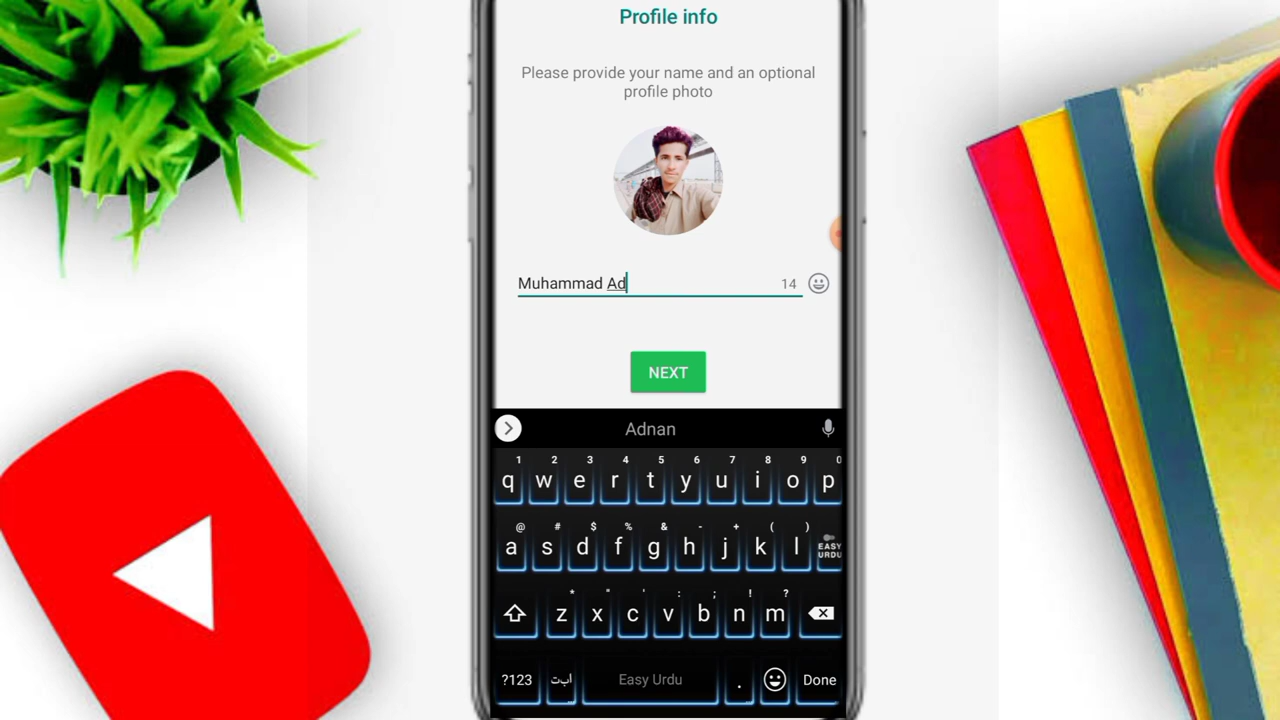 Profile info
Please provide your name and an optional
profile photo
Muhammad Ad 14
NEXT
Adnan
1 2 3 4 5 6 7 8 9 0
q w e r t y u i o p
@ # $ % & - + ( )
a s d f g h j k l EASY URDU
* " ' : ; ! ?
z x c v b n m
?123 ابت Easy Urdu . Done